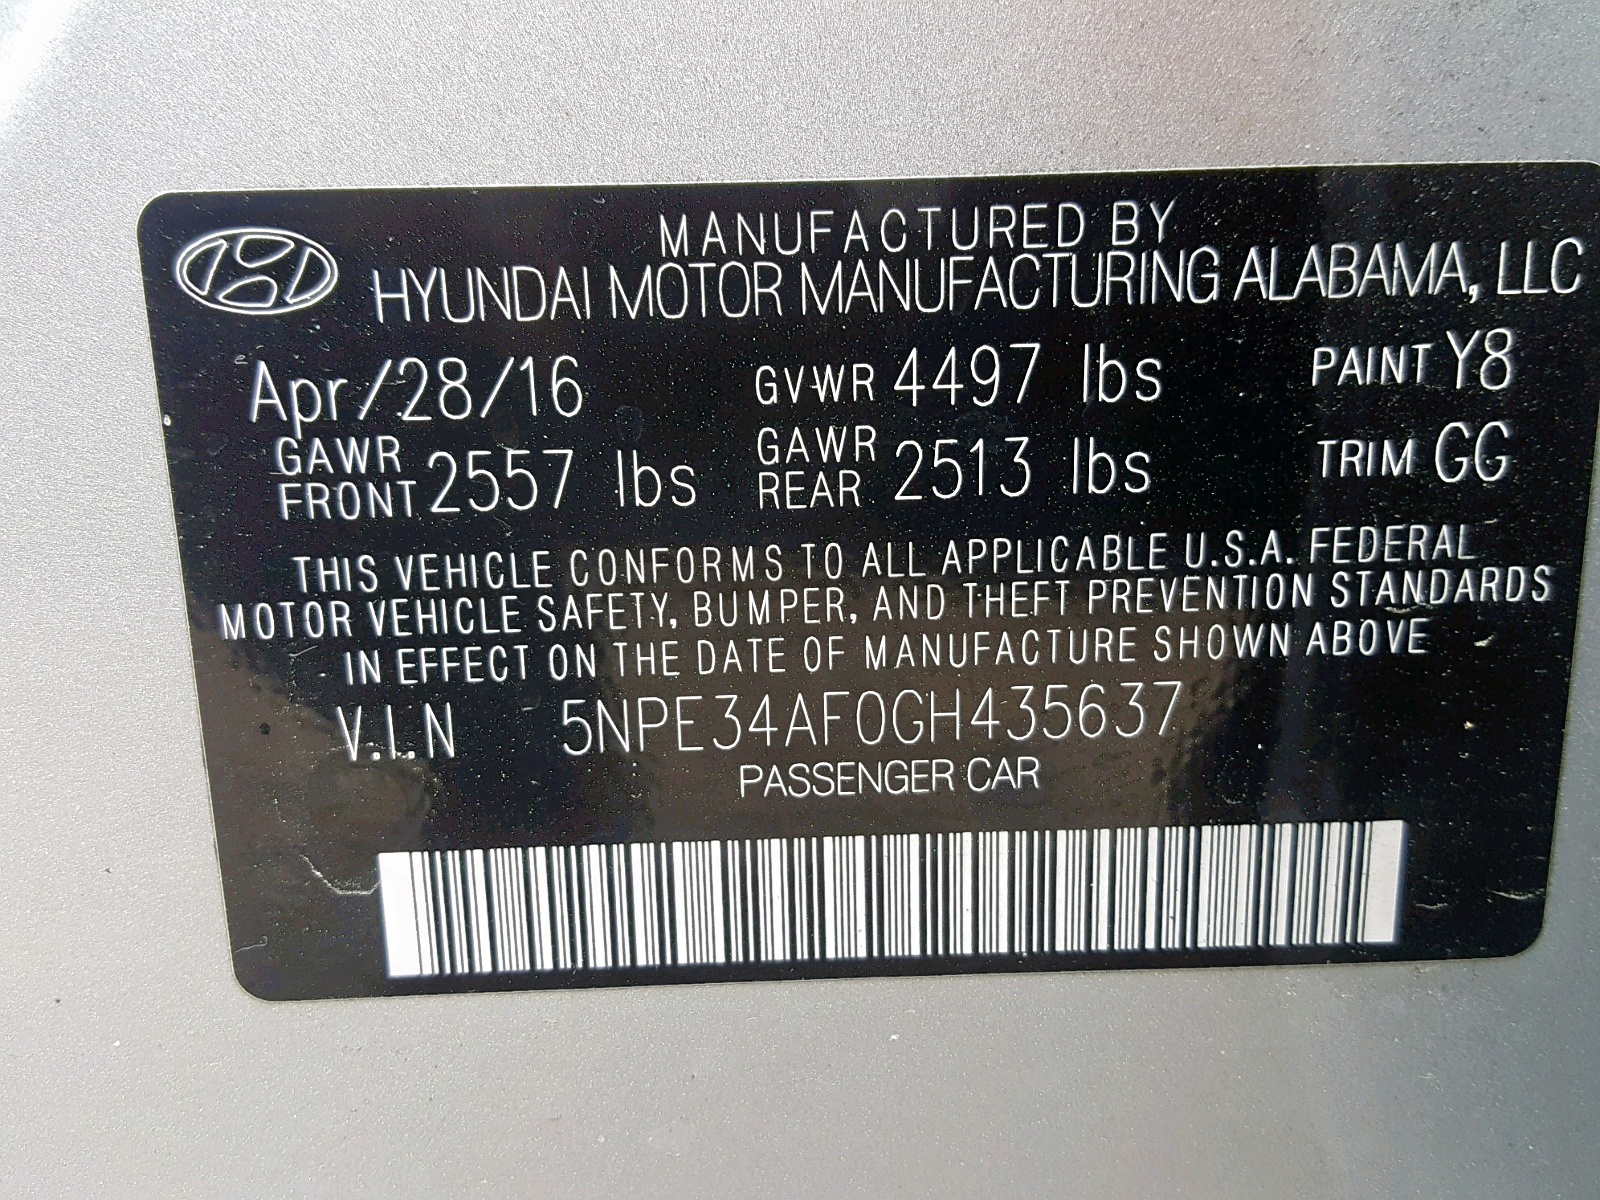 MANUFACTURED BY
HYUNDAI MOTOR MANUFACTURING ALABAMA, LLC
Apr/28/16 GVWR 4497 lbs PAINT Y8
GAWR FRONT 2557 lbs GAWR REAR 2513 lbs TRIM GG
THIS VEHICLE CONFORMS TO ALL APPLICABLE U.S.A. FEDERAL
MOTOR VEHICLE SAFETY, BUMPER, AND THEFT PREVENTION STANDARDS
IN EFFECT ON THE DATE OF MANUFACTURE SHOWN ABOVE
V.I.N 5NPE34AF0GH435637
PASSENGER CAR